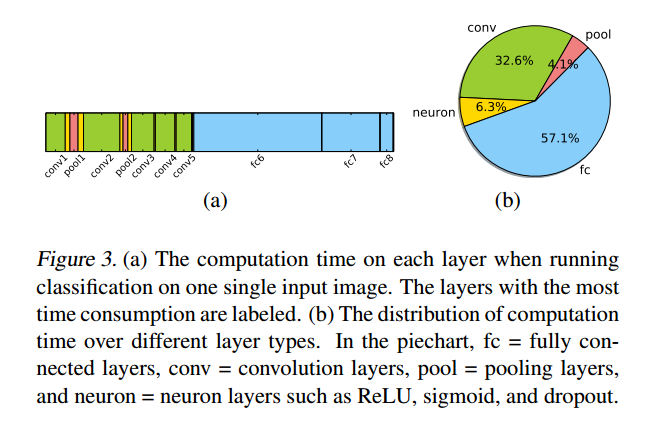 conv
pool
32.6%
4.1%
neuron
6.3%
57.1%
fc
conv1
pool1
conv2
pool2
conv3
conv4
conv5
fc6
fc7
fc8
(a)
(b)
Figure 3. (a) The computation time on each layer when running
classification on one single input image. The layers with the most
time consumption are labeled. (b) The distribution of computation
time over different layer types. In the piechart, fc = fully con-
nected layers, conv = convolution layers, pool = pooling layers,
and neuron = neuron layers such as ReLU, sigmoid, and dropout.